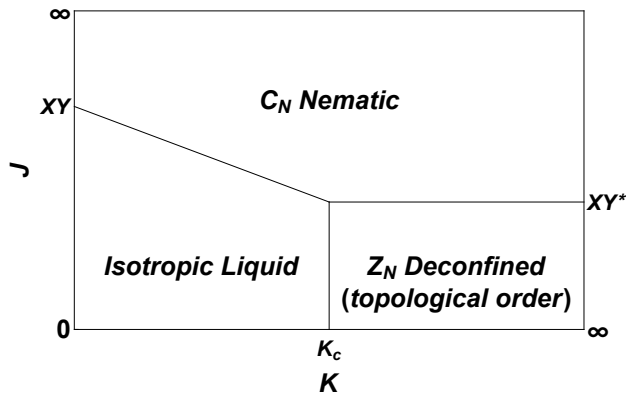 ∞
C_N Nematic
XY
J
XY*
Isotropic Liquid
Z_N Deconfined
(topological order)
0
∞
K_c
K